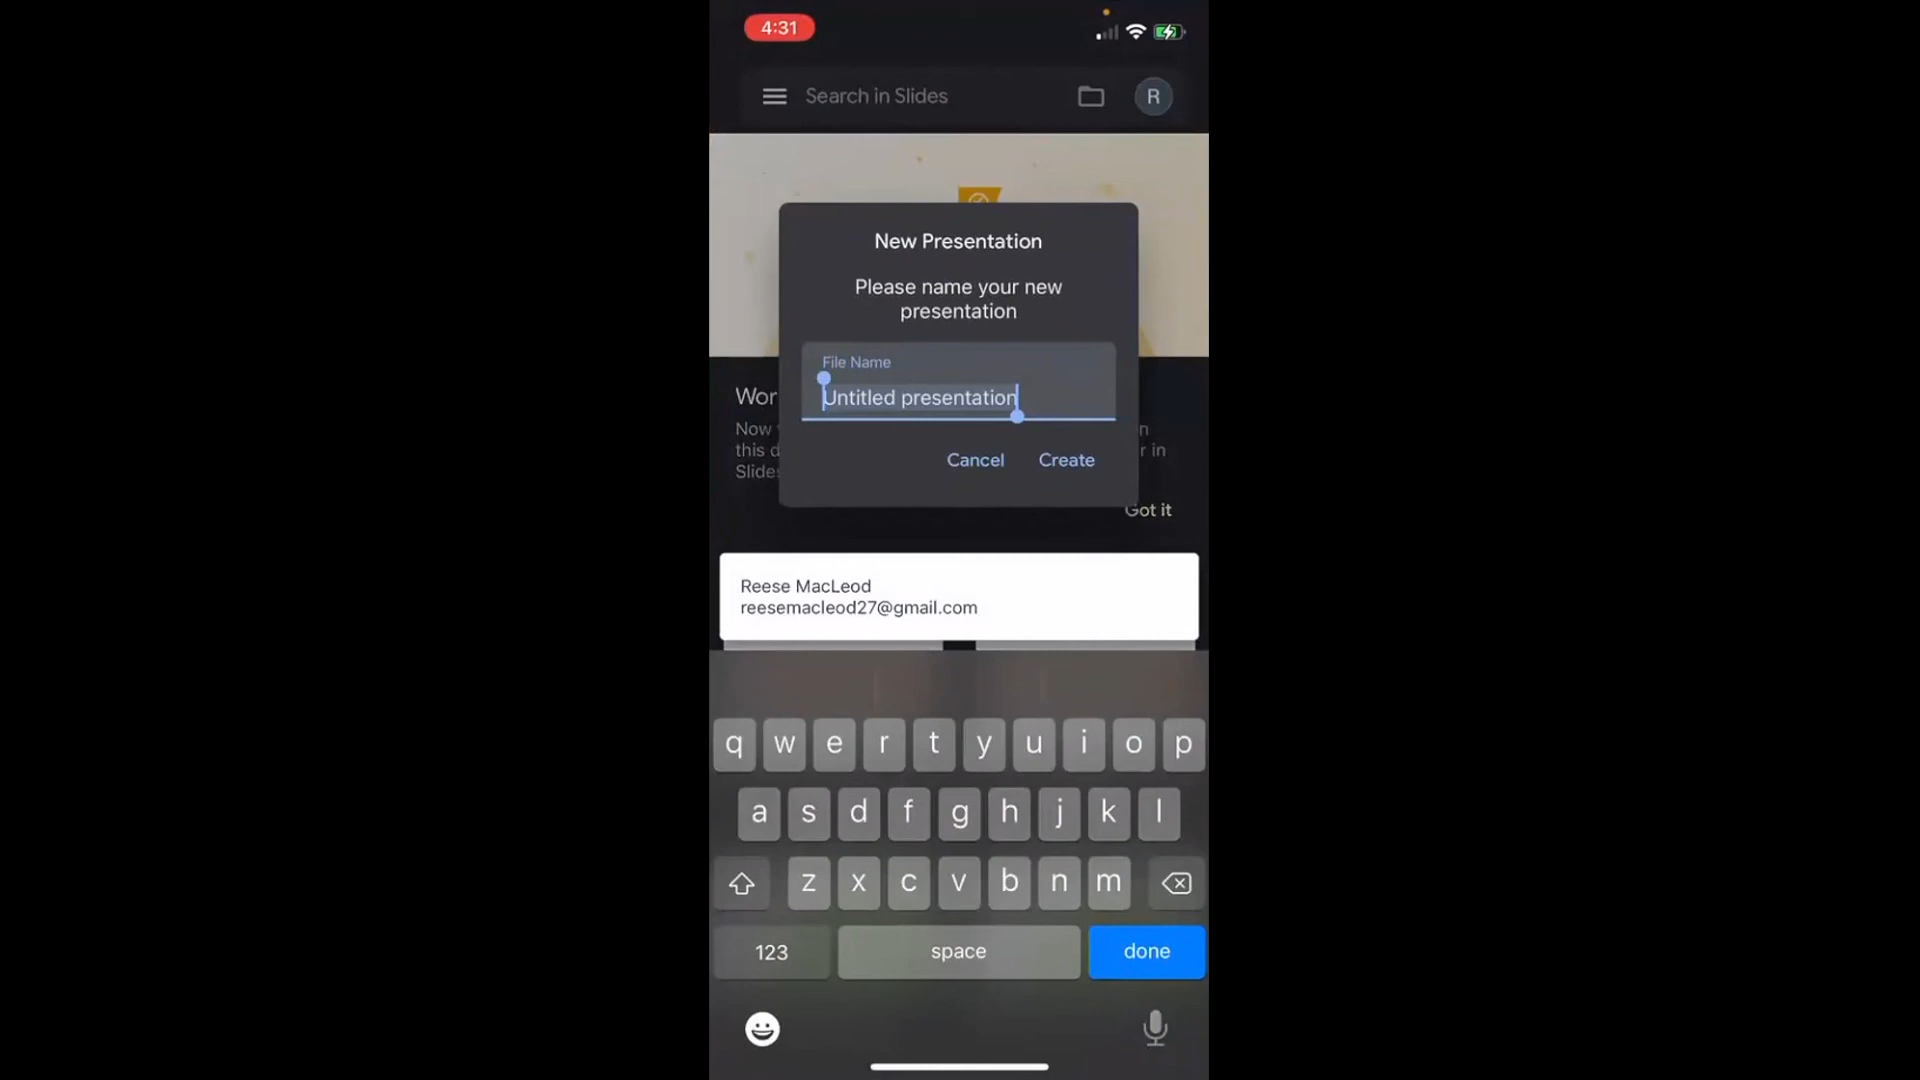 4:31
Search in Slides
R
New Presentation
Please name your new
presentation
File Name
Untitled presentation
Wor
Now
n
this d
r in
Slide
Cancel
Create
Got it
Reese MacLeod
reesemacleod27@gmail.com
q w e r t y u i o p
a s d f g h j k l
z x c v b n m
123 space done